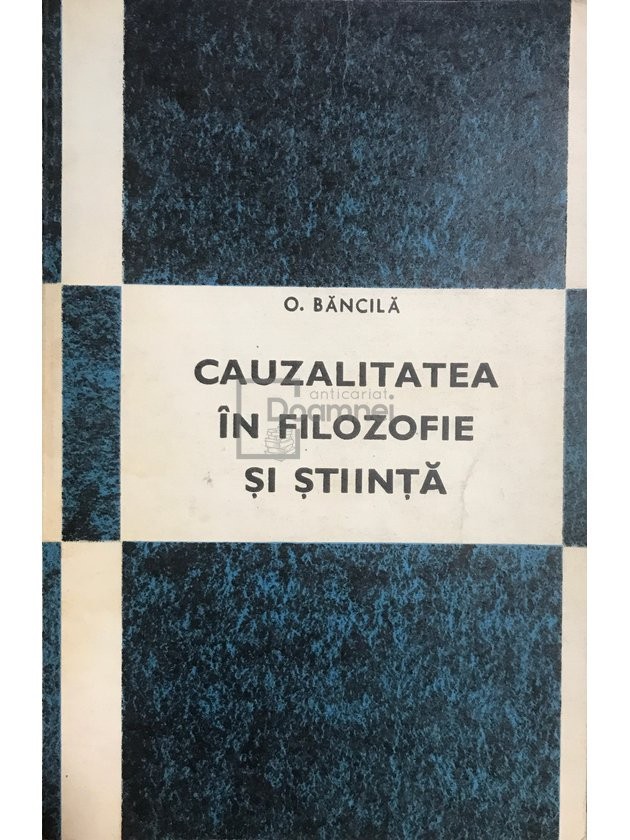 O. BĂNCILĂ
CAUZALITATEA
anticariat
Doamnei
ÎN FILOZOFIE
ȘI ȘTIINȚĂ